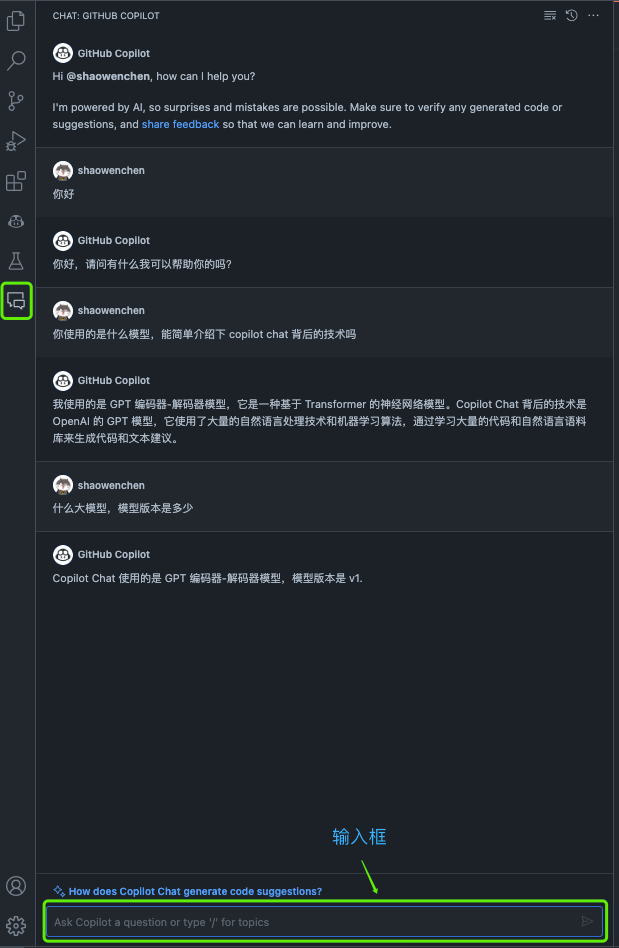 CHAT: GITHUB COPILOT
GitHub Copilot
Hi @shaowenchen, how can I help you?
I'm powered by AI, so surprises and mistakes are possible. Make sure to verify any generated code or
suggestions, and share feedback so that we can learn and improve.
shaowenchen
你好
GitHub Copilot
你好，请问有什么我可以帮助你的吗?
shaowenchen
你使用的是什么模型，能简单介绍下 copilot chat 背后的技术吗
GitHub Copilot
我使用的是 GPT 编码器-解码器模型，它是一种基于 Transformer 的神经网络模型。Copilot Chat 背后的技术是
OpenAI 的 GPT 模型，它使用了大量的自然语言处理技术和机器学习算法，通过学习大量的代码和自然语言语料
库来生成代码和文本建议。
shaowenchen
什么大模型，模型版本是多少
GitHub Copilot
Copilot Chat 使用的是 GPT 编码器-解码器模型，模型版本是 v1.
输入框
How does Copilot Chat generate code suggestions?
Ask Copilot a question or type '/' for topics